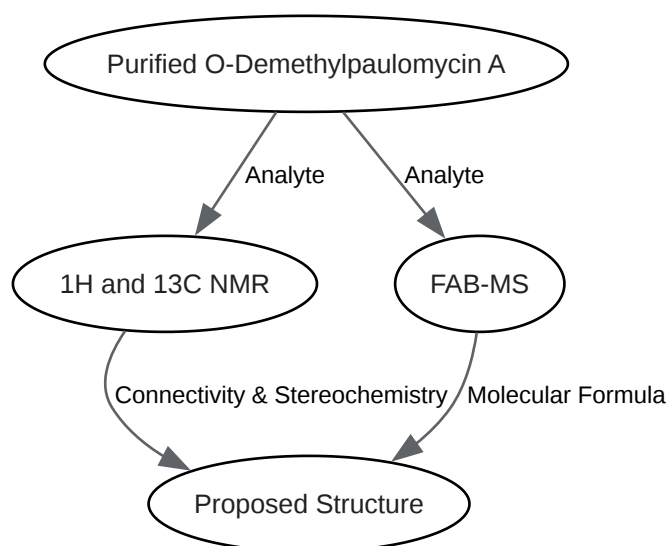 Purified O-Demethylpaulomycin A
Analyte
Analyte
1H and 13C NMR
FAB-MS
Connectivity & Stereochemistry
Molecular Formula
Proposed Structure